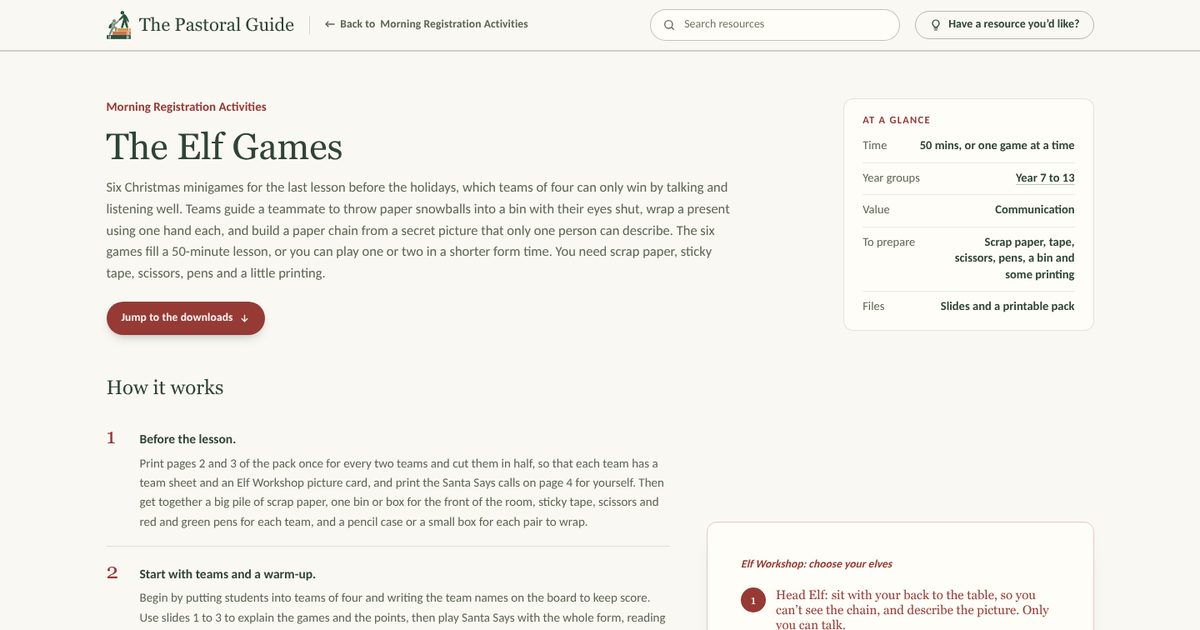 The Pastoral Guide
← Back to Morning Registration Activities
Search resources
Have a resource you'd like?
Morning Registration Activities
The Elf Games
Six Christmas minigames for the last lesson before the holidays, which teams of four can only win by talking and
listening well. Teams guide a teammate to throw paper snowballs into a bin with their eyes shut, wrap a present
using one hand each, and build a paper chain from a secret picture that only one person can describe. The six
games fill a 50-minute lesson, or you can play one or two in a shorter form time. You need scrap paper, sticky
tape, scissors, pens and a little printing.
Jump to the downloads ↓
AT A GLANCE
Time 50 mins, or one game at a time
Year groups Year 7 to 13
Value Communication
To prepare Scrap paper, tape,
scissors, pens, a bin and
some printing
Files Slides and a printable pack
How it works
1 Before the lesson.
Print pages 2 and 3 of the pack once for every two teams and cut them in half, so that each team has a
team sheet and an Elf Workshop picture card, and print the Santa Says calls on page 4 for yourself. Then
get together a big pile of scrap paper, one bin or box for the front of the room, sticky tape, scissors and
red and green pens for each team, and a pencil case or a small box for each pair to wrap.
2 Start with teams and a warm-up.
Begin by putting students into teams of four and writing the team names on the board to keep score.
Use slides 1 to 3 to explain the games and the points, then play Santa Says with the whole form, reading
Elf Workshop: choose your elves
1 Head Elf: sit with your back to the table, so you
can't see the chain, and describe the picture. Only
you can talk.